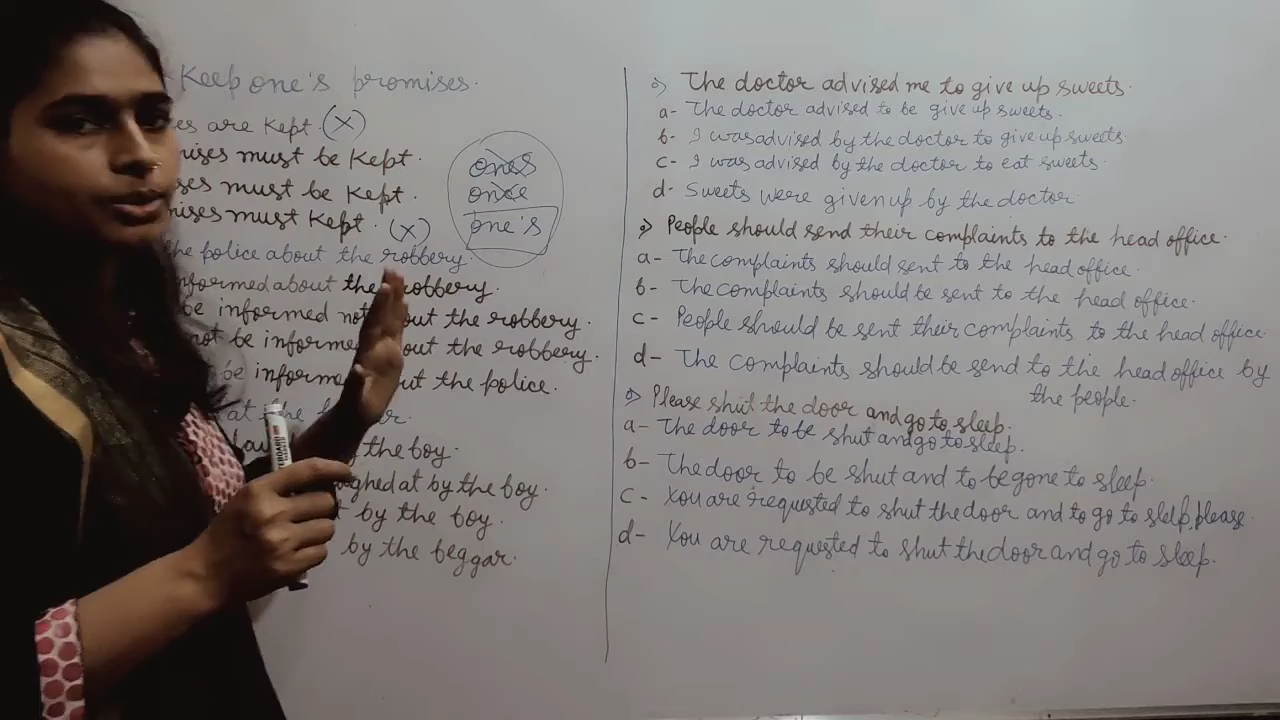 Keep one's promises.
es are Kept. (X)
mises must be Kept.
ses must be Kept.
mises must Kept. (X)
ones
once
one's
the police about the robbery.
nformed about the robbery.
be informed not out the robbery.
not be informe out the robbery.
be informe ut the police.
at the
the boy.
ghed at by the boy.
by the boy.
by the beggar.
The doctor advised me to give up sweets.
a- The doctor advised to be give up sweets.
b- I was advised by the doctor to give up sweets.
c- I was advised by the doctor to eat sweets.
d- Sweets were given up by the doctor.
People should send their complaints to the head office.
a- The complaints should sent to the head office.
b- The complaints should be sent to the head office.
c- People should be sent their complaints to the head office
d- The complaints should be send to the head office by
the people.
Please shut the door and go to sleep.
a- The door to be shut and go to sleep.
b- The door to be shut and to be gone to sleep.
c- You are requested to shut the door and to go to sleep, please.
d- You are requested to shut the door and go to sleep.